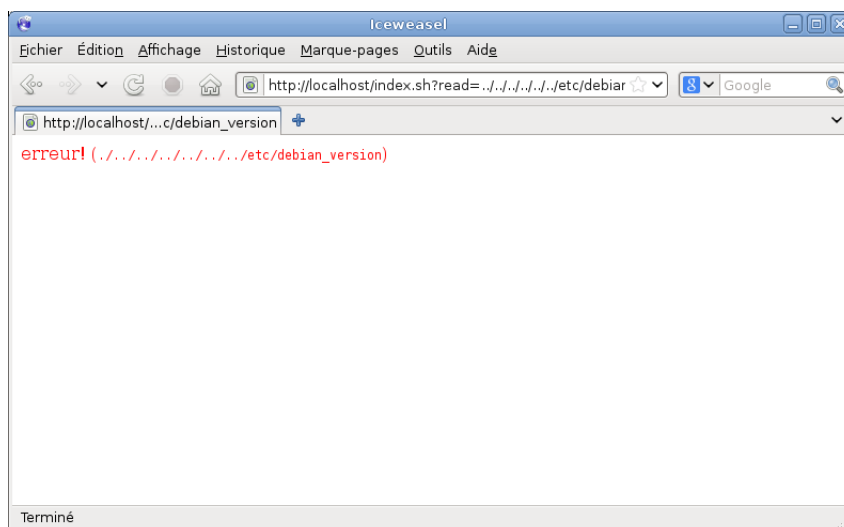 Iceweasel
Fichier Édition Affichage Historique Marque-pages Outils Aide
http://localhost/index.sh?read=../../../../../../etc/debiar Google
http://localhost/...c/debian_version
erreur! (./../../../../../../../etc/debian_version)
Terminé